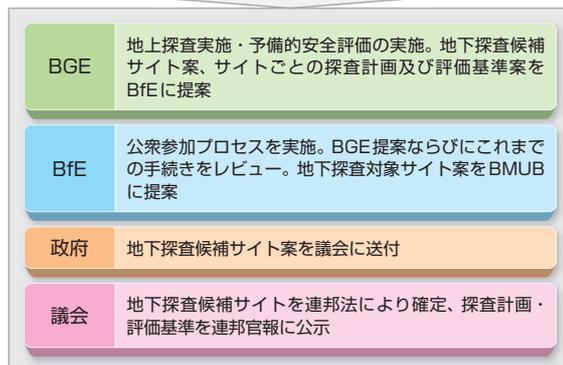 BGE
地上探査実施・予備的安全評価の実施。地下探査候補
サイト案、サイトごとの探査計画及び評価基準案を
BfEに提案
BfE
公衆参加プロセスを実施。BGE提案ならびにこれまで
の手続きをレビュー。地下探査対象サイト案をBMUB
に提案
政府
地下探査候補サイト案を議会に送付
議会
地下探査候補サイトを連邦法により確定、探査計画・
評価基準を連邦官報に公示